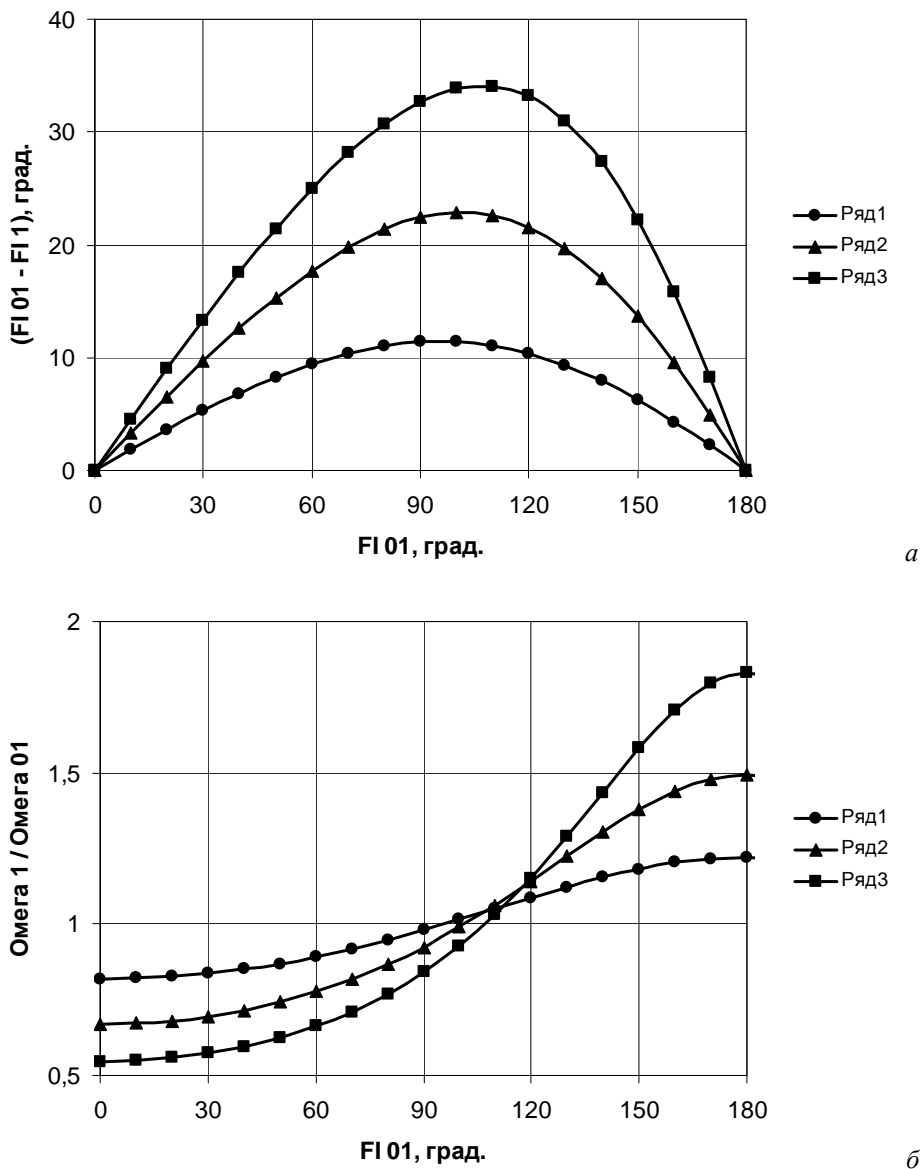 40
30
20
10
0
0 30 60 90 120 150 180
(FI 01 - FI 1), град.
FI 01, град.
Ряд1
Ряд2
Ряд3
а
2
1,5
1
0,5
0 30 60 90 120 150 180
Омега 1 / Омега 01
FI 01, град.
Ряд1
Ряд2
Ряд3
б